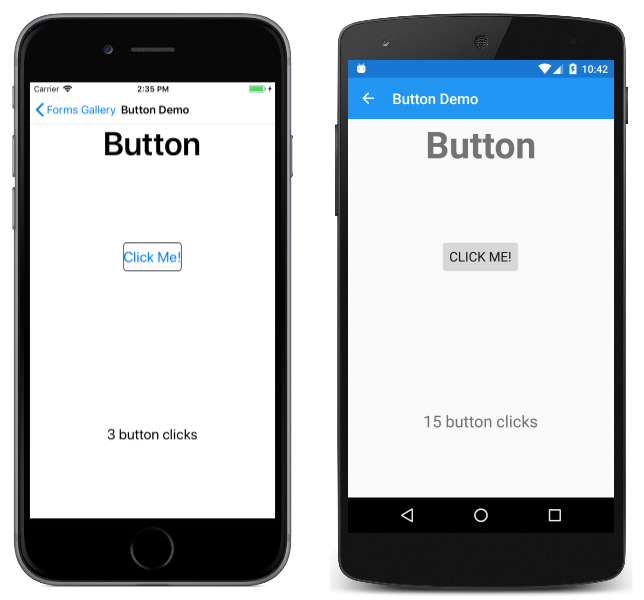 Carrier 2:35 PM
Forms Gallery Button Demo
Button
Click Me!
3 button clicks
10:42
Button Demo
Button
CLICK ME!
15 button clicks